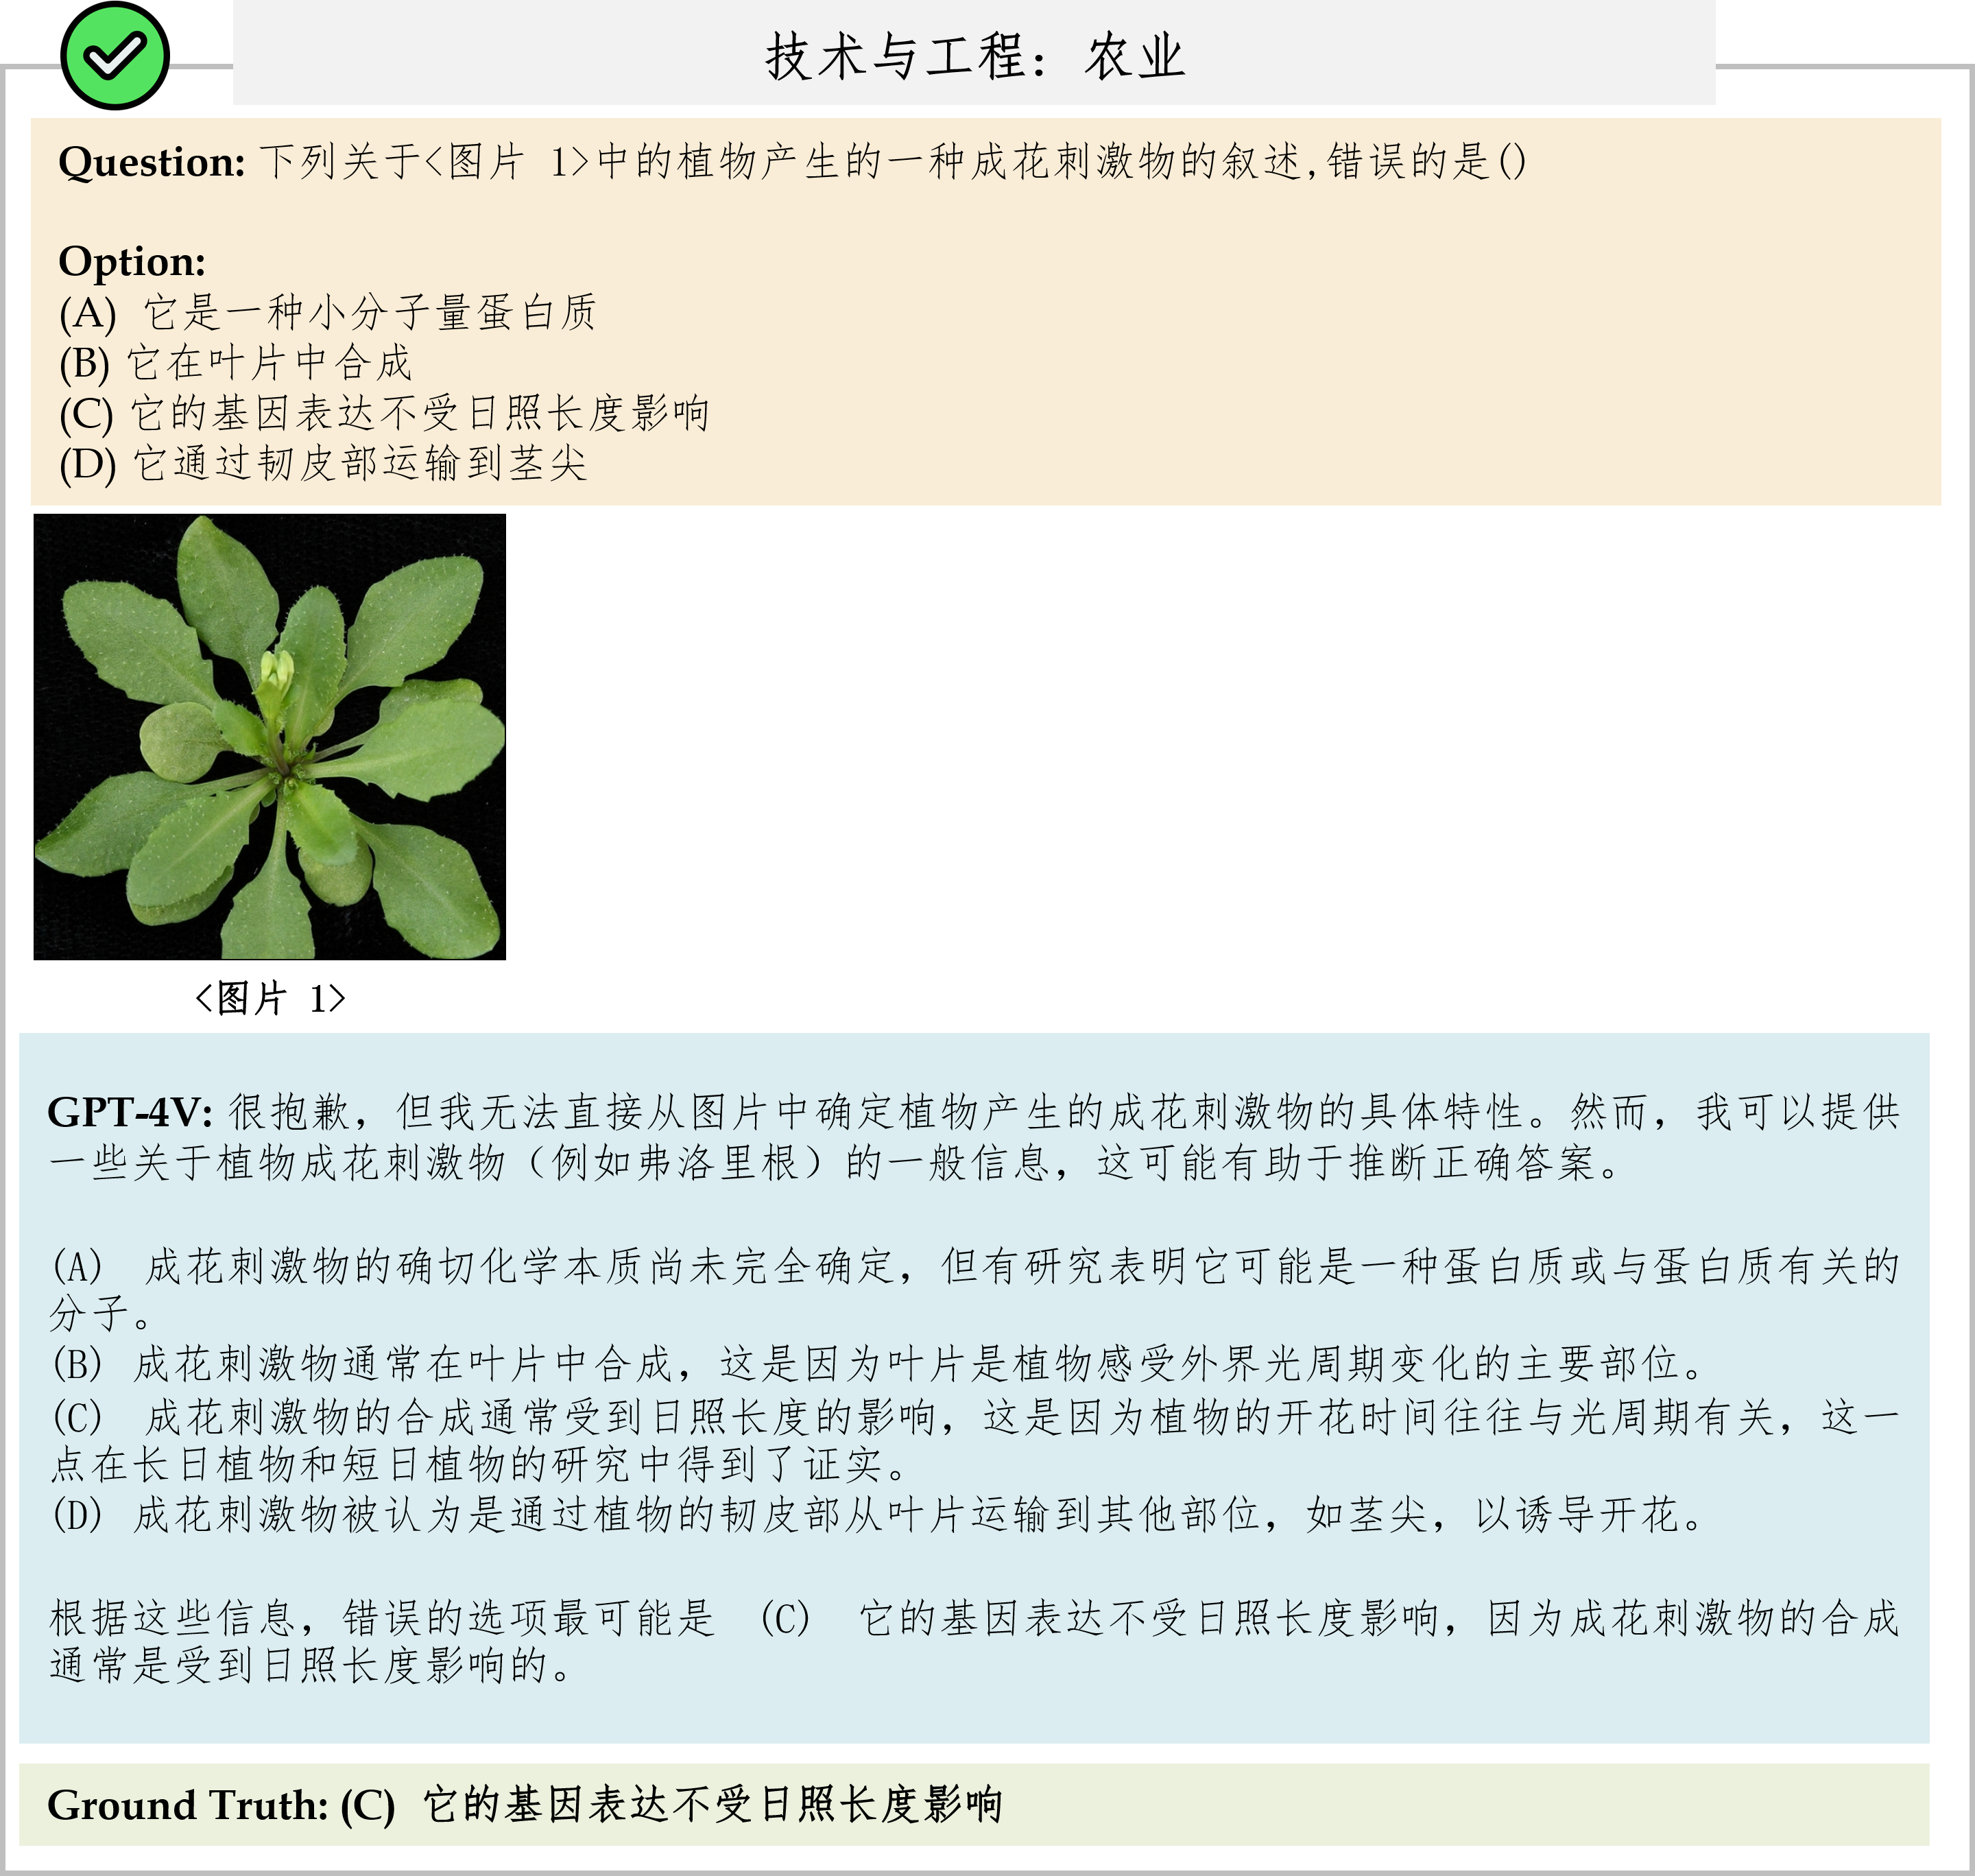 技术与工程：农业
Question: 下列关于<图片 1>中的植物产生的一种成花刺激物的叙述,错误的是()
Option:
(A) 它是一种小分子量蛋白质
(B) 它在叶片中合成
(C) 它的基因表达不受日照长度影响
(D) 它通过韧皮部运输到茎尖
<图片 1>
GPT-4V: 很抱歉，但我无法直接从图片中确定植物产生的成花刺激物的具体特性。然而，我可以提供
一些关于植物成花刺激物（例如弗洛里根）的一般信息，这可能有助于推断正确答案。
(A) 成花刺激物的确切化学本质尚未完全确定，但有研究表明它可能是一种蛋白质或与蛋白质有关的
分子。
(B) 成花刺激物通常在叶片中合成，这是因为叶片是植物感受外界光周期变化的主要部位。
(C) 成花刺激物的合成通常受到日照长度的影响，这是因为植物的开花时间往往与光周期有关，这一
点在长日植物和短日植物的研究中得到了证实。
(D) 成花刺激物被认为是通过植物的韧皮部从叶片运输到其他部位，如茎尖，以诱导开花。
根据这些信息，错误的选项最可能是 (C) 它的基因表达不受日照长度影响，因为成花刺激物的合成
通常是受到日照长度影响的。
Ground Truth: (C) 它的基因表达不受日照长度影响